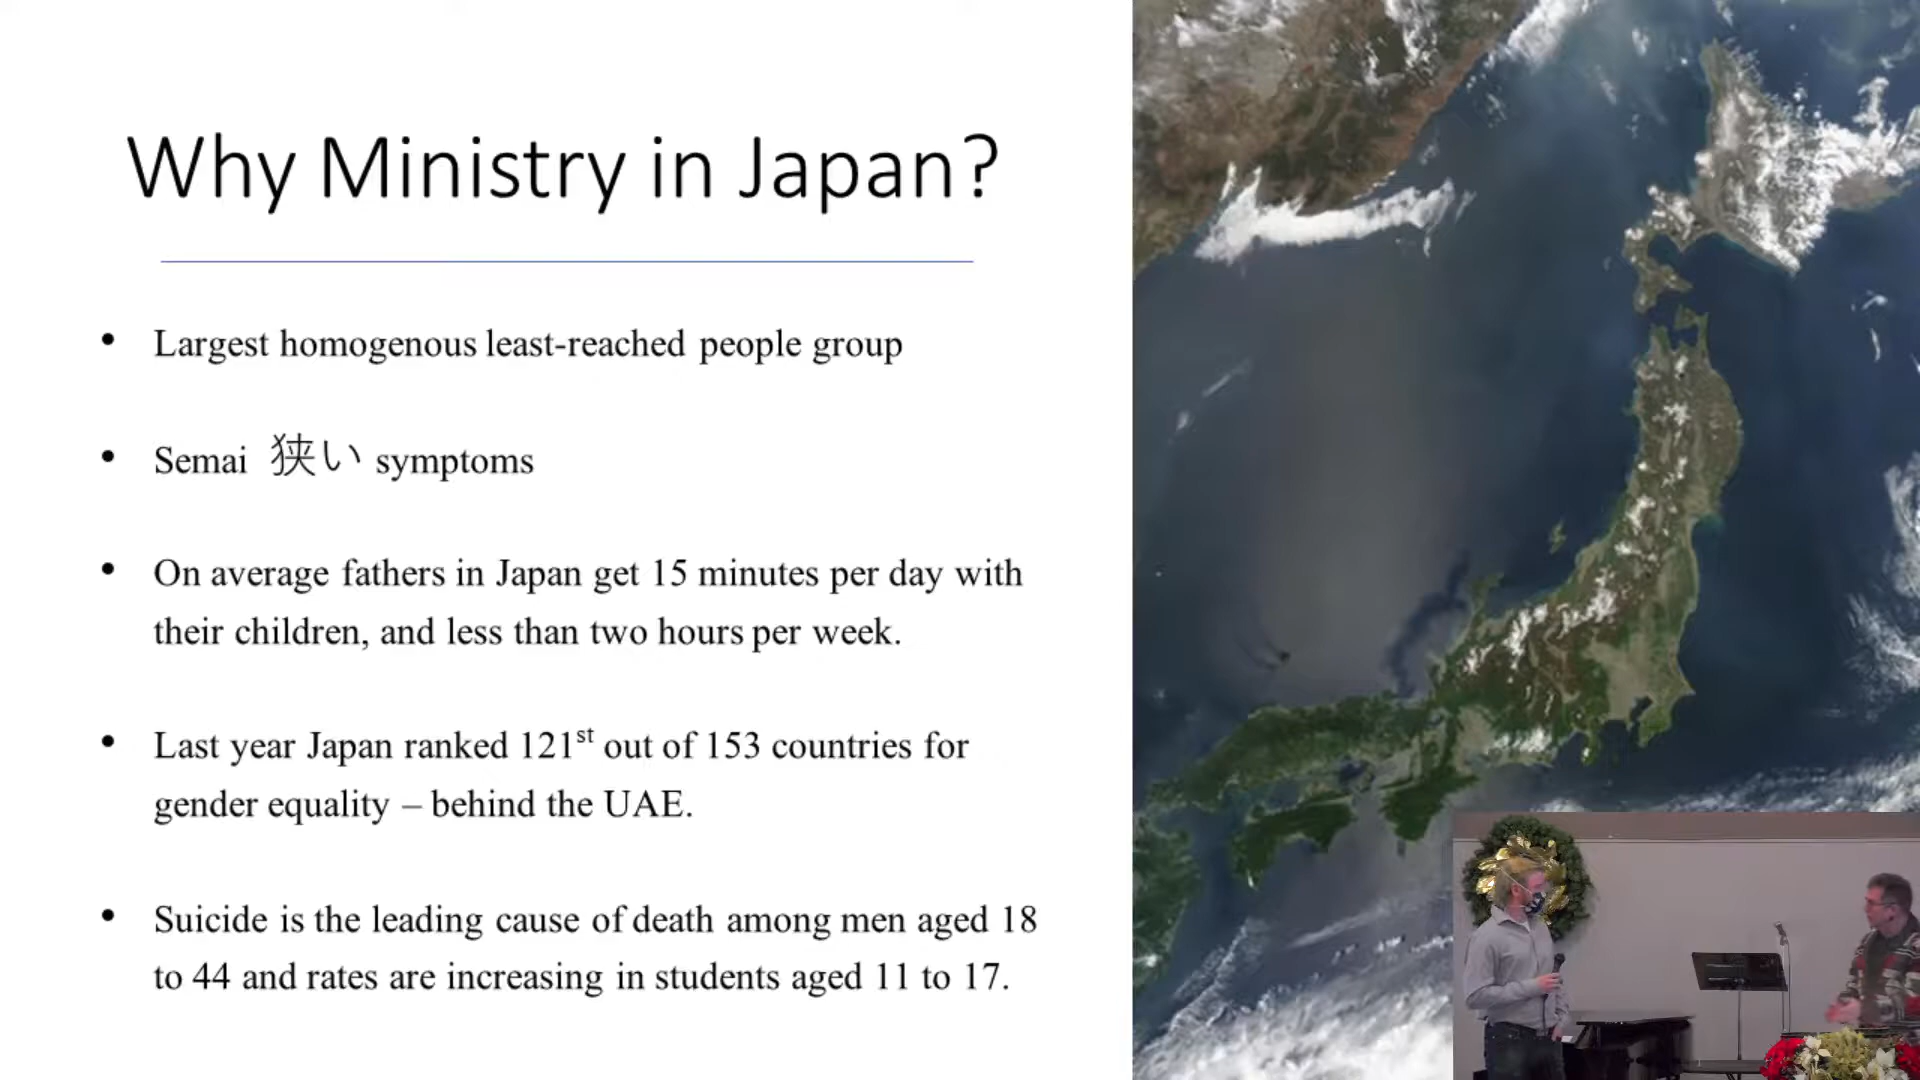 Why Ministry in Japan?
• Largest homogenous least-reached people group
• Semai 狭い symptoms
• On average fathers in Japan get 15 minutes per day with
their children, and less than two hours per week.
• Last year Japan ranked 121st out of 153 countries for
gender equality – behind the UAE.
• Suicide is the leading cause of death among men aged 18
to 44 and rates are increasing in students aged 11 to 17.